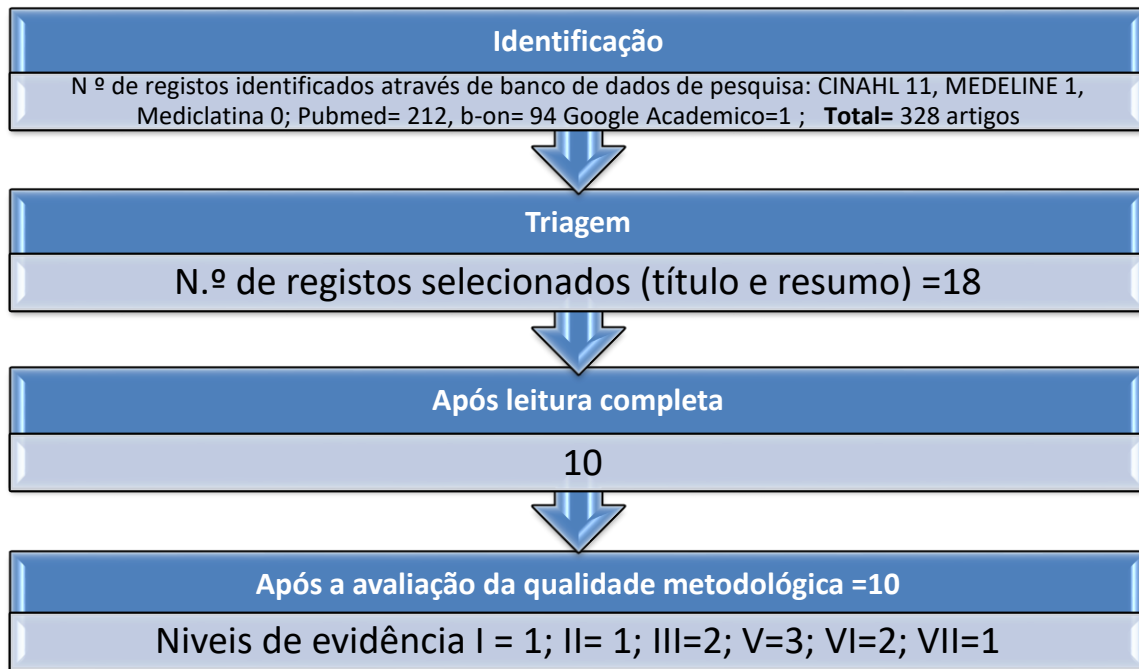 Identificação
N º de registos identificados através de banco de dados de pesquisa: CINAHL 11, MEDELINE 1,
Mediclatina 0; Pubmed= 212, b-on= 94 Google Academico=1 ; Total= 328 artigos
Triagem
N.º de registos selecionados (título e resumo) =18
Após leitura completa
10
Após a avaliação da qualidade metodológica =10
Niveis de evidência I = 1; II= 1; III=2; V=3; VI=2; VII=1